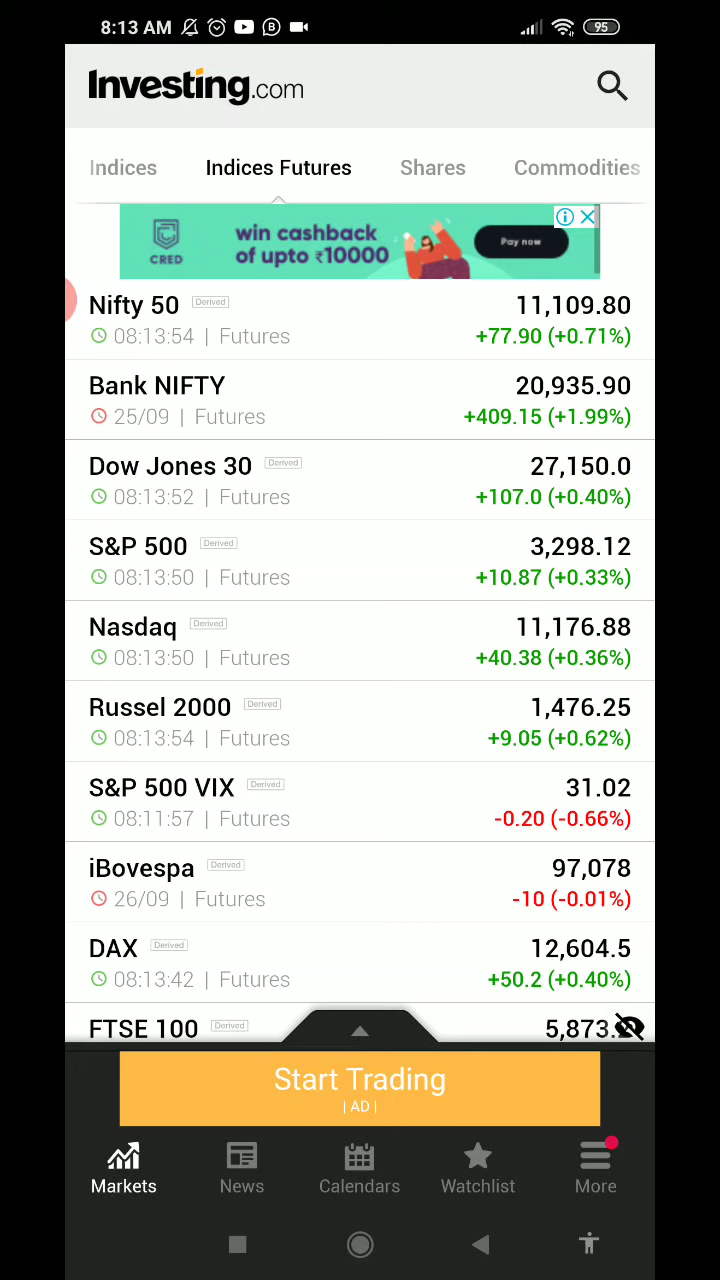 8:13 AM 95
Investing.com
Indices Indices Futures Shares Commodities
CRED win cashback of upto ₹10000 Pay now
Nifty 50 Derived 11,109.80
08:13:54 | Futures +77.90 (+0.71%)
Bank NIFTY 20,935.90
25/09 | Futures +409.15 (+1.99%)
Dow Jones 30 Derived 27,150.0
08:13:52 | Futures +107.0 (+0.40%)
S&P 500 Derived 3,298.12
08:13:50 | Futures +10.87 (+0.33%)
Nasdaq Derived 11,176.88
08:13:50 | Futures +40.38 (+0.36%)
Russel 2000 Derived 1,476.25
08:13:54 | Futures +9.05 (+0.62%)
S&P 500 VIX Derived 31.02
08:11:57 | Futures -0.20 (-0.66%)
iBovespa Derived 97,078
26/09 | Futures -10 (-0.01%)
DAX Derived 12,604.5
08:13:42 | Futures +50.2 (+0.40%)
FTSE 100 Derived 5,873.
Start Trading
| AD |
Markets News Calendars Watchlist More